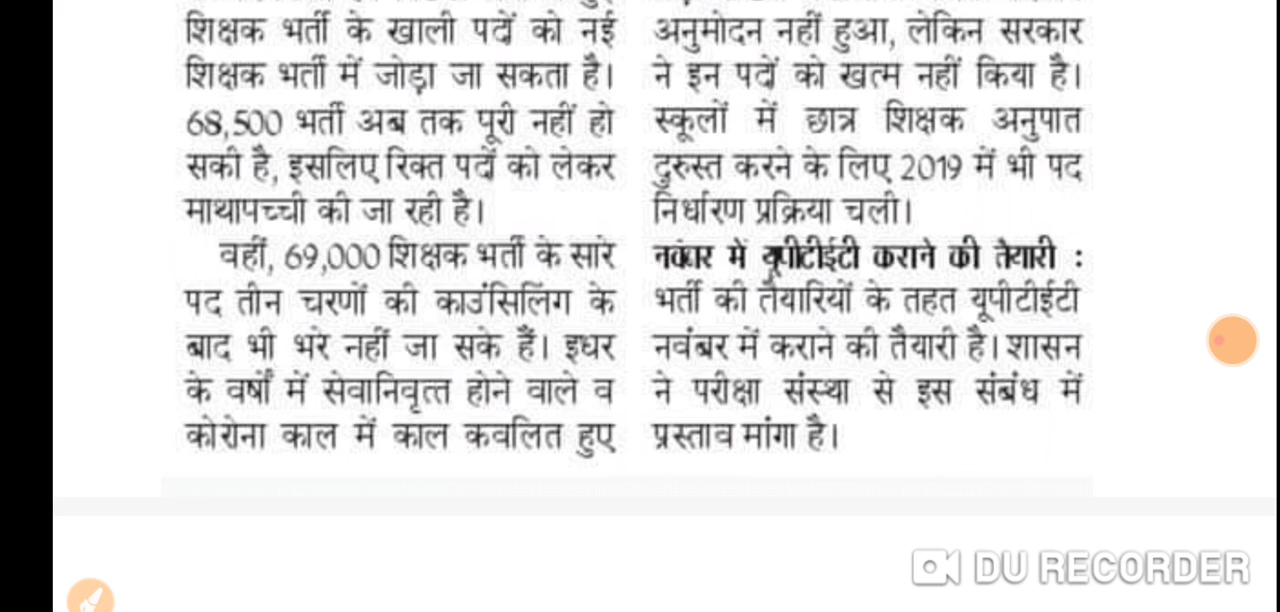 शिक्षक भर्ती के खाली पदों को नई
शिक्षक भर्ती में जोड़ा जा सकता है।
68,500 भर्ती अब तक पूरी नहीं हो
सकी है, इसलिए रिक्त पदों को लेकर
माथापच्ची की जा रही है।
वहीं, 69,000 शिक्षक भर्ती के सारे
पद तीन चरणों की काउंसिलिंग के
बाद भी भरे नहीं जा सके हैं। इधर
के वर्षों में सेवानिवृत्त होने वाले व
कोरोना काल में काल कवलित हुए
अनुमोदन नहीं हुआ, लेकिन सरकार
ने इन पदों को खत्म नहीं किया है।
स्कूलों में छात्र शिक्षक अनुपात
दुरुस्त करने के लिए 2019 में भी पद
निर्धारण प्रक्रिया चली।
नवंबर में यूपीटीईटी कराने की तैयारी :
भर्ती की तैयारियों के तहत यूपीटीईटी
नवंबर में कराने की तैयारी है। शासन
ने परीक्षा संस्था से इस संबंध में
प्रस्ताव मांगा है।
DU RECORDER